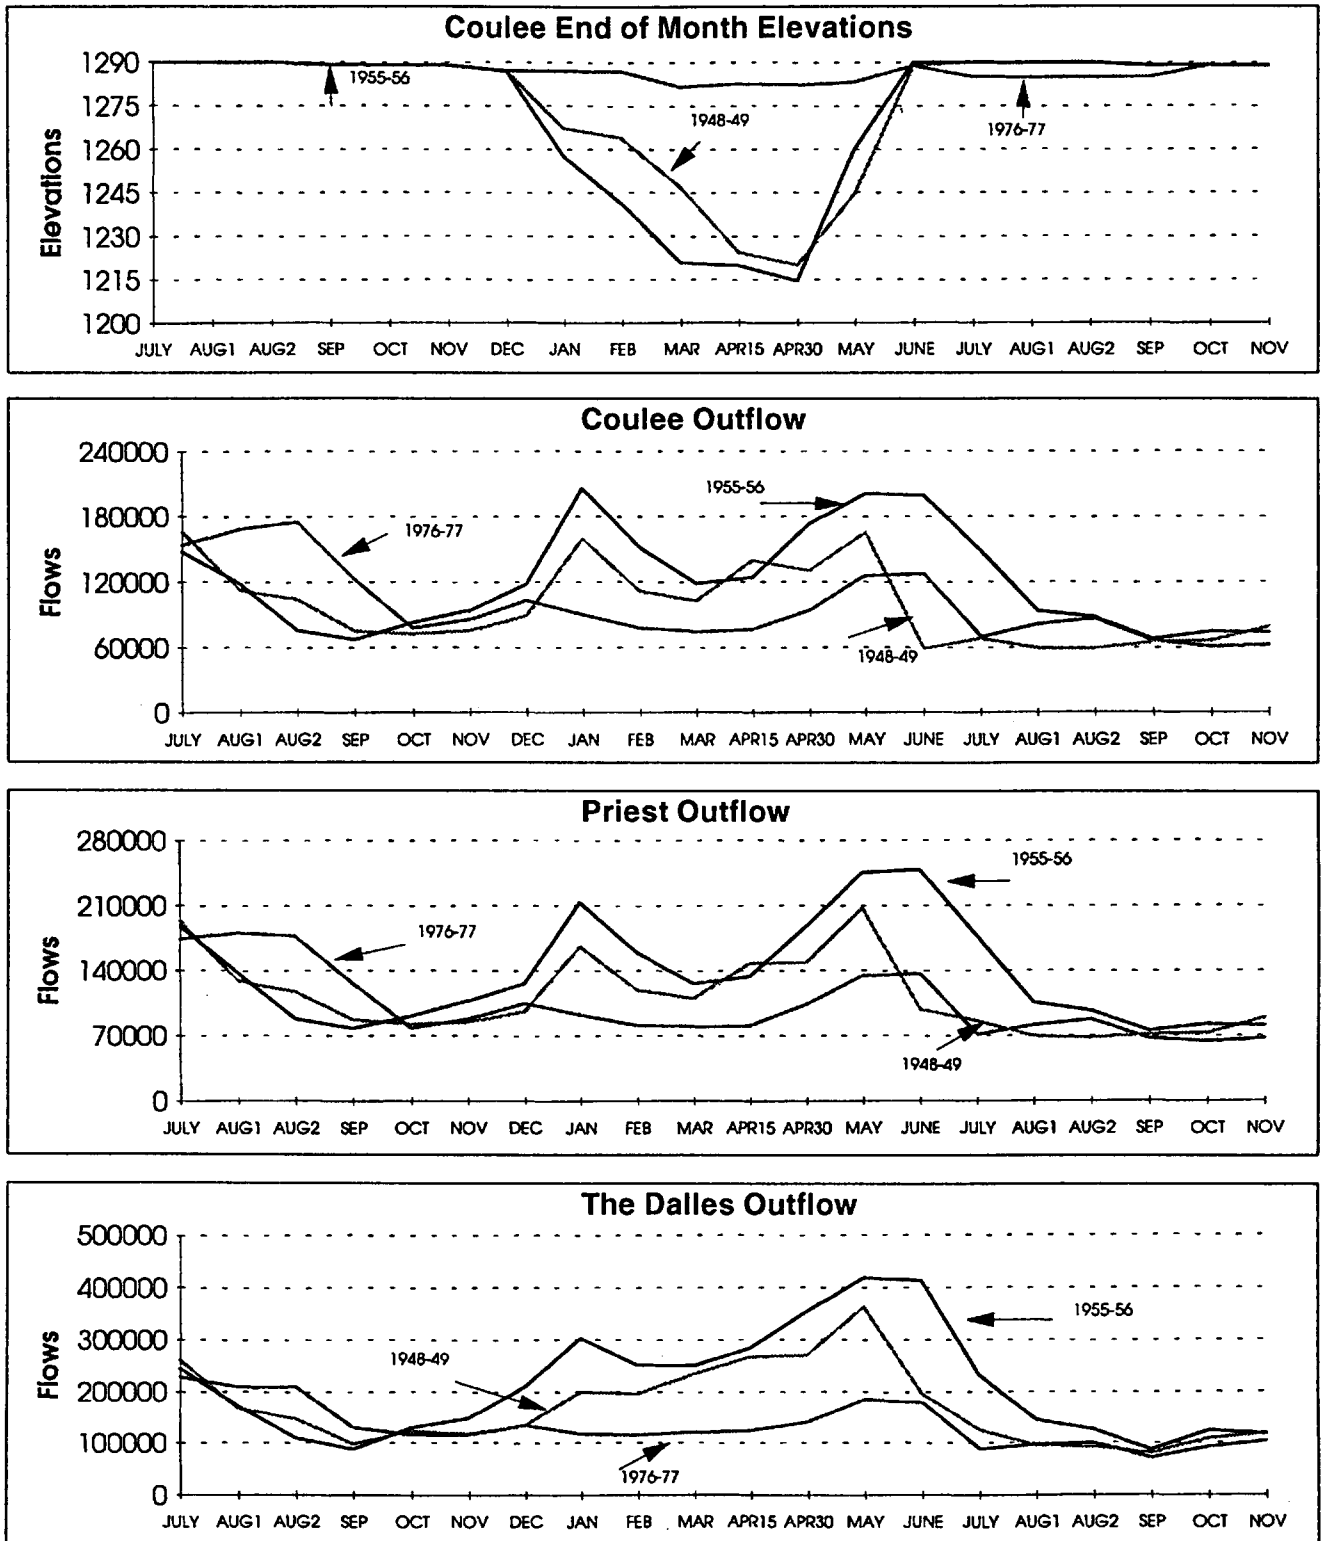 Coulee End of Month Elevations
Elevations
1290
1275
1260
1245
1230
1215
1200
1955-56
1948-49
1976-77
JULY AUG1 AUG2 SEP OCT NOV DEC JAN FEB MAR APR15 APR30 MAY JUNE JULY AUG1 AUG2 SEP OCT NOV
Coulee Outflow
Flows
240000
180000
120000
60000
0
1976-77
1955-56
1948-49
JULY AUG1 AUG2 SEP OCT NOV DEC JAN FEB MAR APR15 APR30 MAY JUNE JULY AUG1 AUG2 SEP OCT NOV
Priest Outflow
Flows
280000
210000
140000
70000
0
1976-77
1955-56
1948-49
JULY AUG1 AUG2 SEP OCT NOV DEC JAN FEB MAR APR15 APR30 MAY JUNE JULY AUG1 AUG2 SEP OCT NOV
The Dalles Outflow
Flows
500000
400000
300000
200000
100000
0
1948-49
1955-56
1976-77
JULY AUG1 AUG2 SEP OCT NOV DEC JAN FEB MAR APR15 APR30 MAY JUNE JULY AUG1 AUG2 SEP OCT NOV